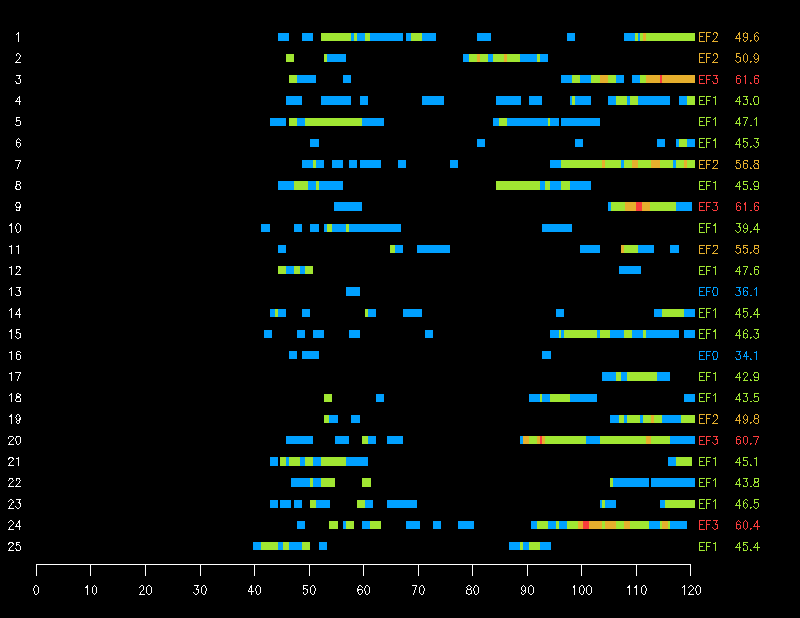 1 EF2 49.6
2 EF2 50.9
3 EF3 61.6
4 EF1 43.0
5 EF1 47.1
6 EF1 45.3
7 EF2 56.8
8 EF1 45.9
9 EF3 61.6
10 EF1 39.4
11 EF2 55.8
12 EF1 47.6
13 EF0 36.1
14 EF1 45.4
15 EF1 46.3
16 EF0 34.1
17 EF1 42.9
18 EF1 43.5
19 EF2 49.8
20 EF3 60.7
21 EF1 45.1
22 EF1 43.8
23 EF1 46.5
24 EF3 60.4
25 EF1 45.4
0 10 20 30 40 50 60 70 80 90 100 110 120